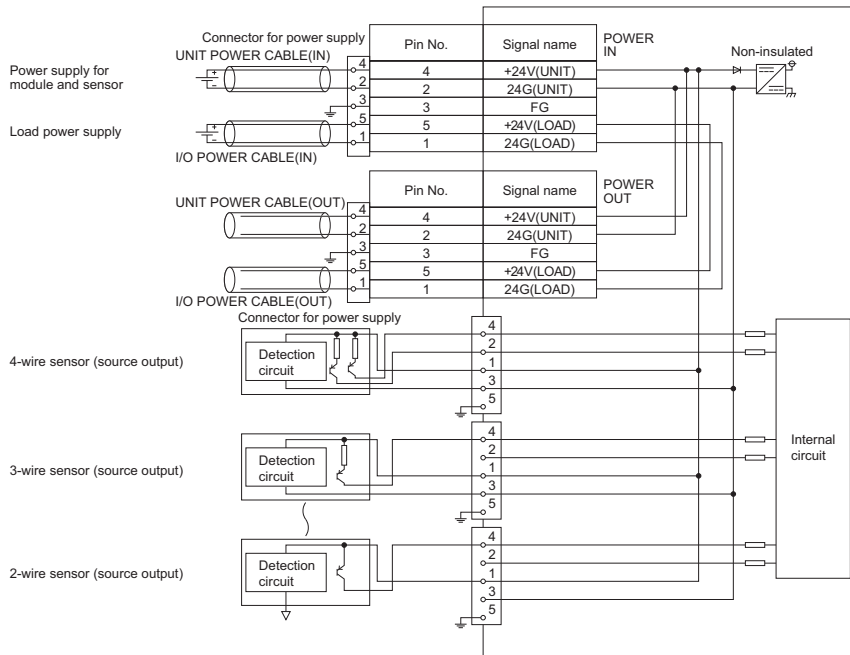 Connector for power supply
UNIT POWER CABLE(IN)
Power supply for
module and sensor
Load power supply
I/O POWER CABLE(IN)
4
2
3
5
1
Pin No. Signal name
4 +24V(UNIT)
2 24G(UNIT)
3 FG
5 +24V(LOAD)
1 24G(LOAD)
POWER
IN
Non-insulated
UNIT POWER CABLE(OUT)
I/O POWER CABLE(OUT)
Connector for power supply
4
2
3
5
1
Pin No. Signal name
4 +24V(UNIT)
2 24G(UNIT)
3 FG
5 +24V(LOAD)
1 24G(LOAD)
POWER
OUT
4-wire sensor (source output)
Detection
circuit
4
2
1
3
5
3-wire sensor (source output)
Detection
circuit
4
2
1
3
5
Internal
circuit
2-wire sensor (source output)
Detection
circuit
4
2
1
3
5